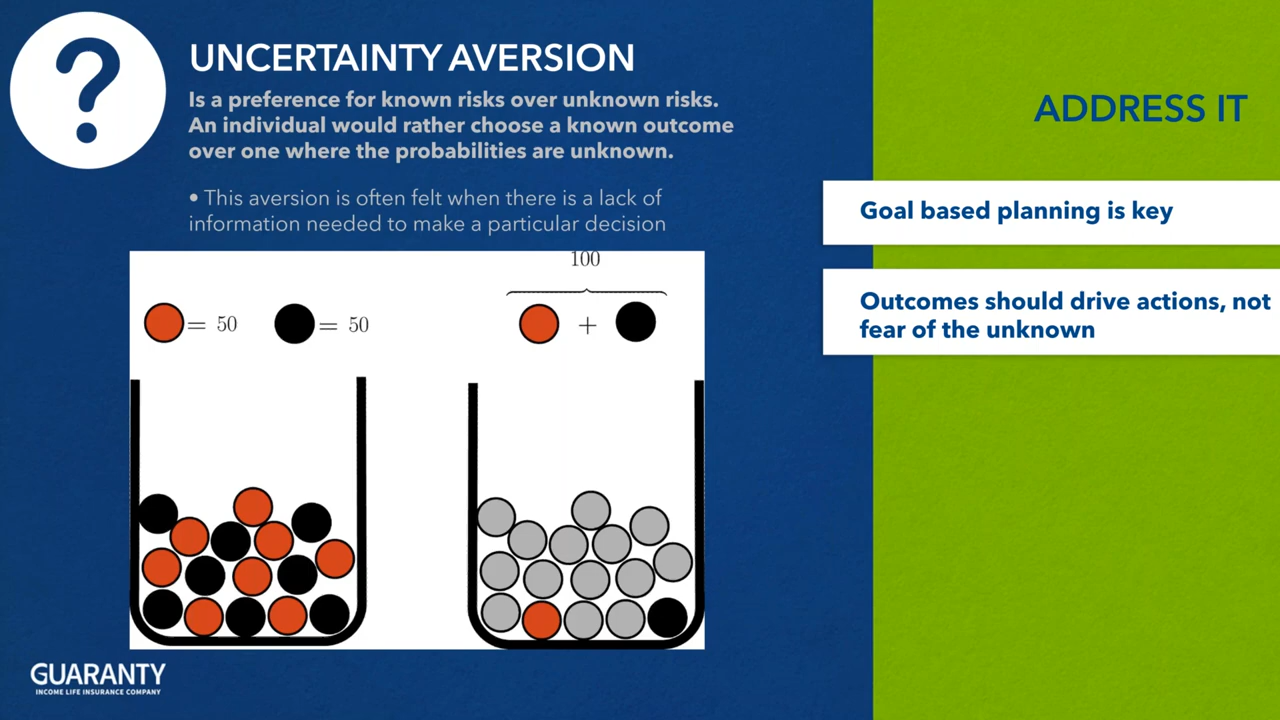 ?
UNCERTAINTY AVERSION
Is a preference for known risks over unknown risks.
An individual would rather choose a known outcome
over one where the probabilities are unknown.
• This aversion is often felt when there is a lack of
information needed to make a particular decision
= 50
= 50
100
+
GUARANTY
INCOME LIFE INSURANCE COMPANY
ADDRESS IT
Goal based planning is key
Outcomes should drive actions, not
fear of the unknown